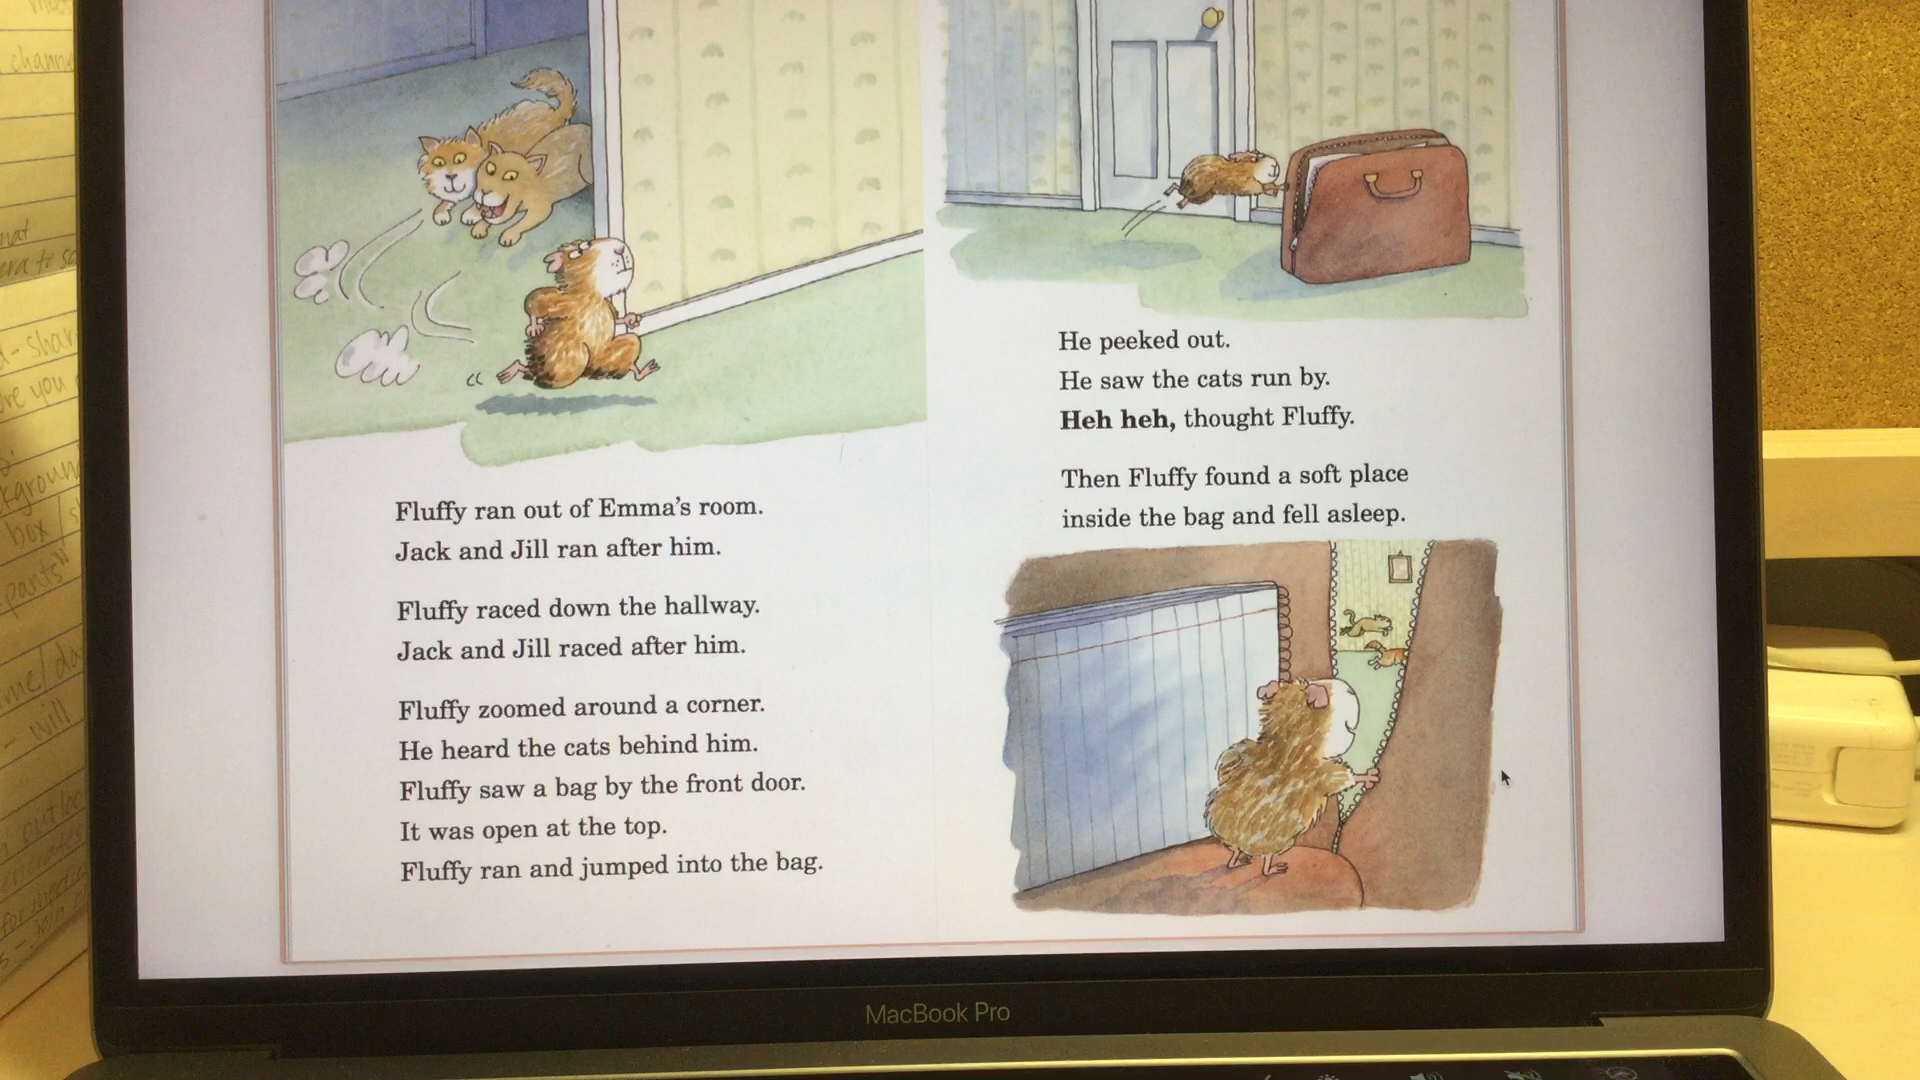 Fluffy ran out of Emma's room.
Jack and Jill ran after him.
Fluffy raced down the hallway.
Jack and Jill raced after him.
Fluffy zoomed around a corner.
He heard the cats behind him.
Fluffy saw a bag by the front door.
It was open at the top.
Fluffy ran and jumped into the bag.
He peeked out.
He saw the cats run by.
Heh heh, thought Fluffy.
Then Fluffy found a soft place
inside the bag and fell asleep.
MacBook Pro